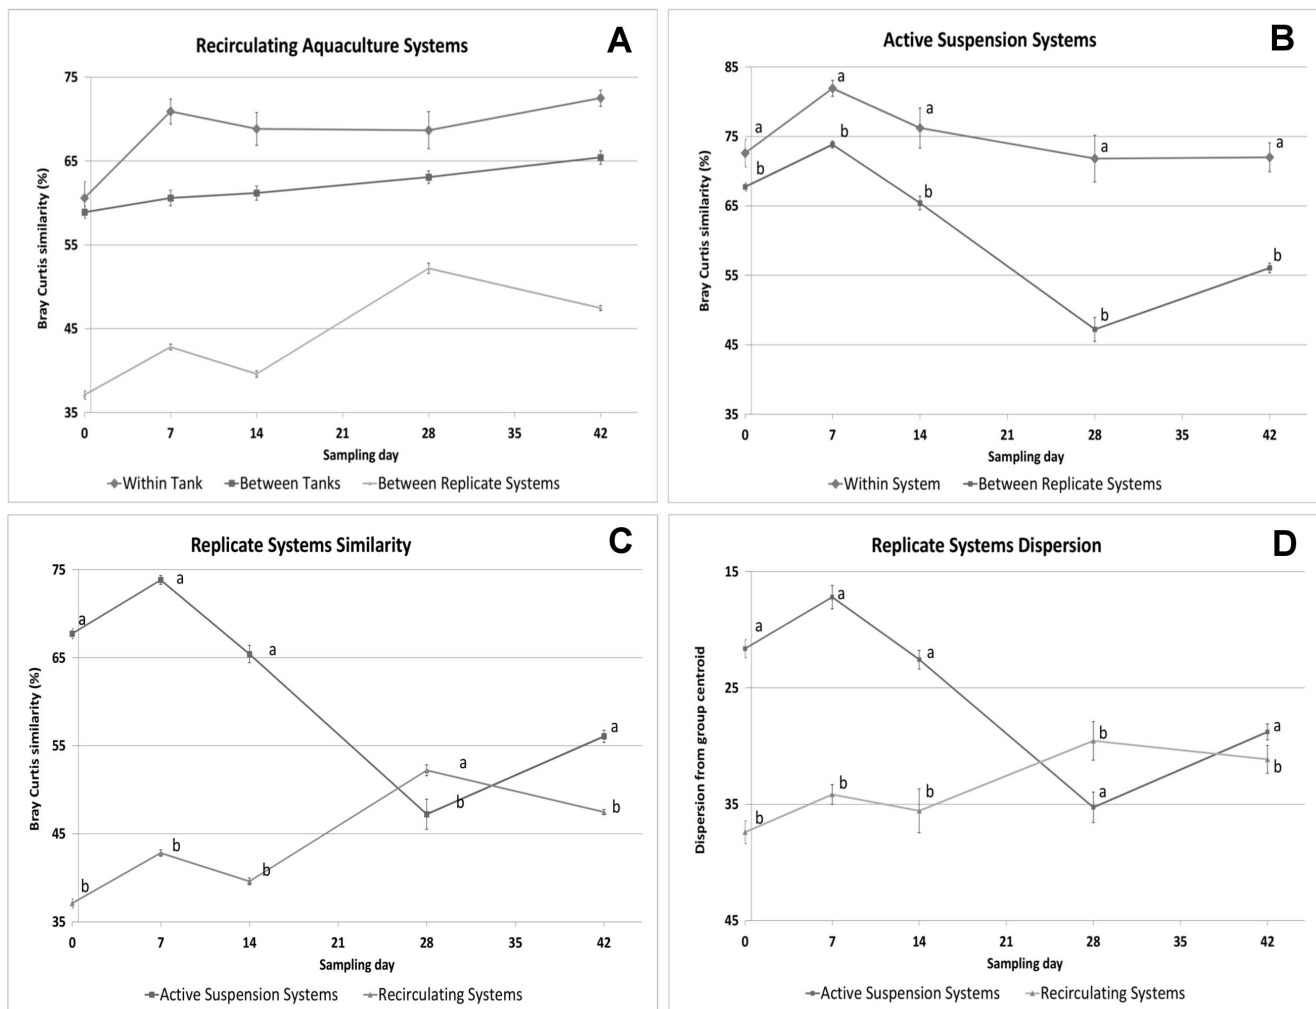 Recirculating Aquaculture Systems
A
75
65
55
45
35
Bray Curtis similarity (%)
0 7 14 21 28 35 42
Sampling day
Within Tank Between Tanks Between Replicate Systems
Active Suspension Systems
B
85
75
65
55
45
35
Bray Curtis similarity (%)
a a a a a
b b b b b
0 7 14 21 28 35 42
Sampling day
Within System Between Replicate Systems
Replicate Systems Similarity
C
75
65
55
45
35
Bray Curtis similarity (%)
a a a b a
b b b a b
0 7 14 21 28 35 42
Sampling day
Active Suspension Systems Recirculating Systems
Replicate Systems Dispersion
D
15
25
35
45
Dispersion from group centroid
a a a a a
b b b b b
0 7 14 21 28 35 42
Sampling day
Active Suspension Systems Recirculating Systems